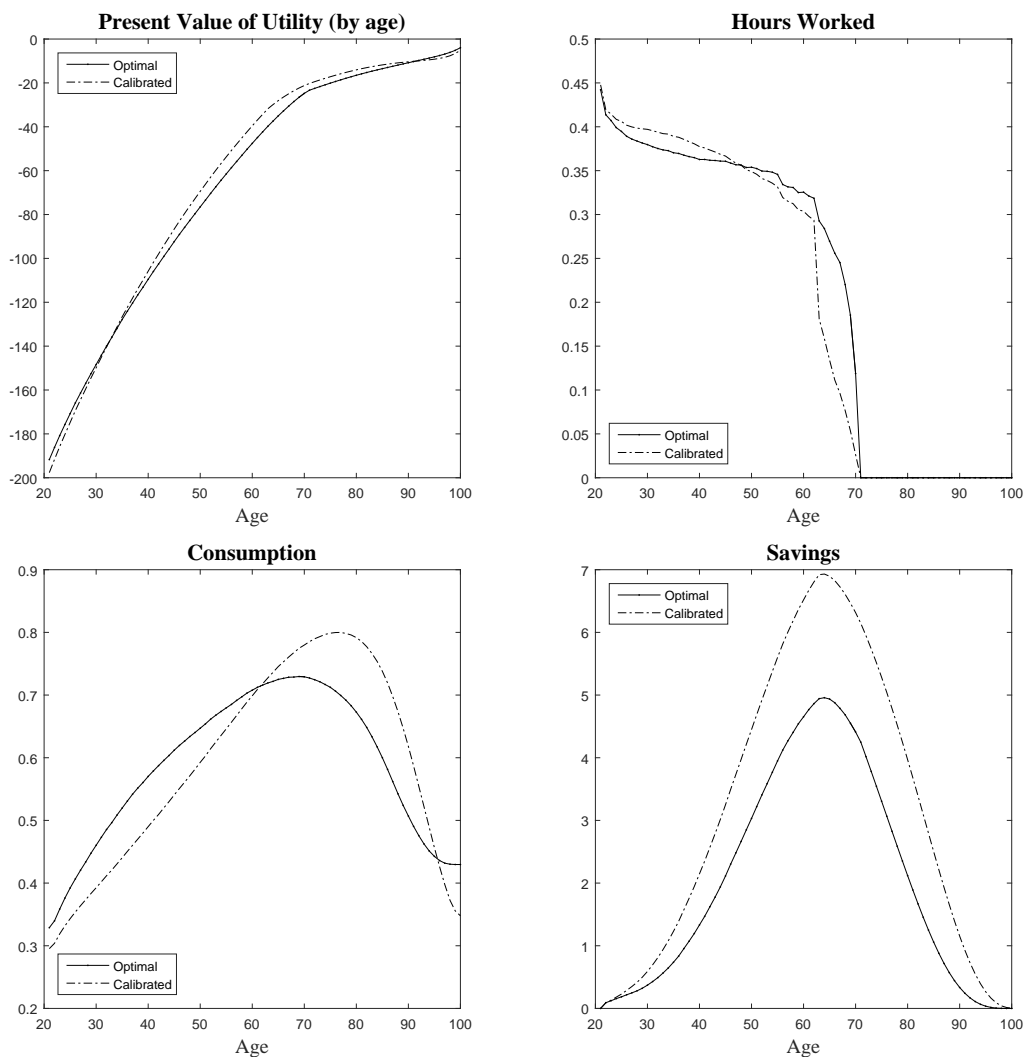 Present Value of Utility (by age)
0
-20
-40
-60
-80
-100
-120
-140
-160
-180
-200
20 30 40 50 60 70 80 90 100
Age
Optimal
Calibrated
Hours Worked
0.5
0.45
0.4
0.35
0.3
0.25
0.2
0.15
0.1
0.05
0
20 30 40 50 60 70 80 90 100
Age
Optimal
Calibrated
Consumption
0.9
0.8
0.7
0.6
0.5
0.4
0.3
0.2
20 30 40 50 60 70 80 90 100
Age
Optimal
Calibrated
Savings
7
6
5
4
3
2
1
0
20 30 40 50 60 70 80 90 100
Age
Optimal
Calibrated